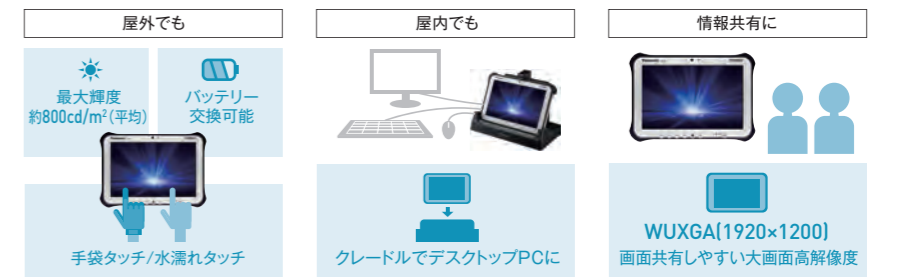 屋外でも
最大輝度
約800cd/m²(平均)
バッテリー
交換可能
手袋タッチ/水濡れタッチ
屋内でも
クレードルでデスクトップPCに
情報共有に
Panasonic
WUXGA(1920×1200)
画面共有しやすい大画面高解像度